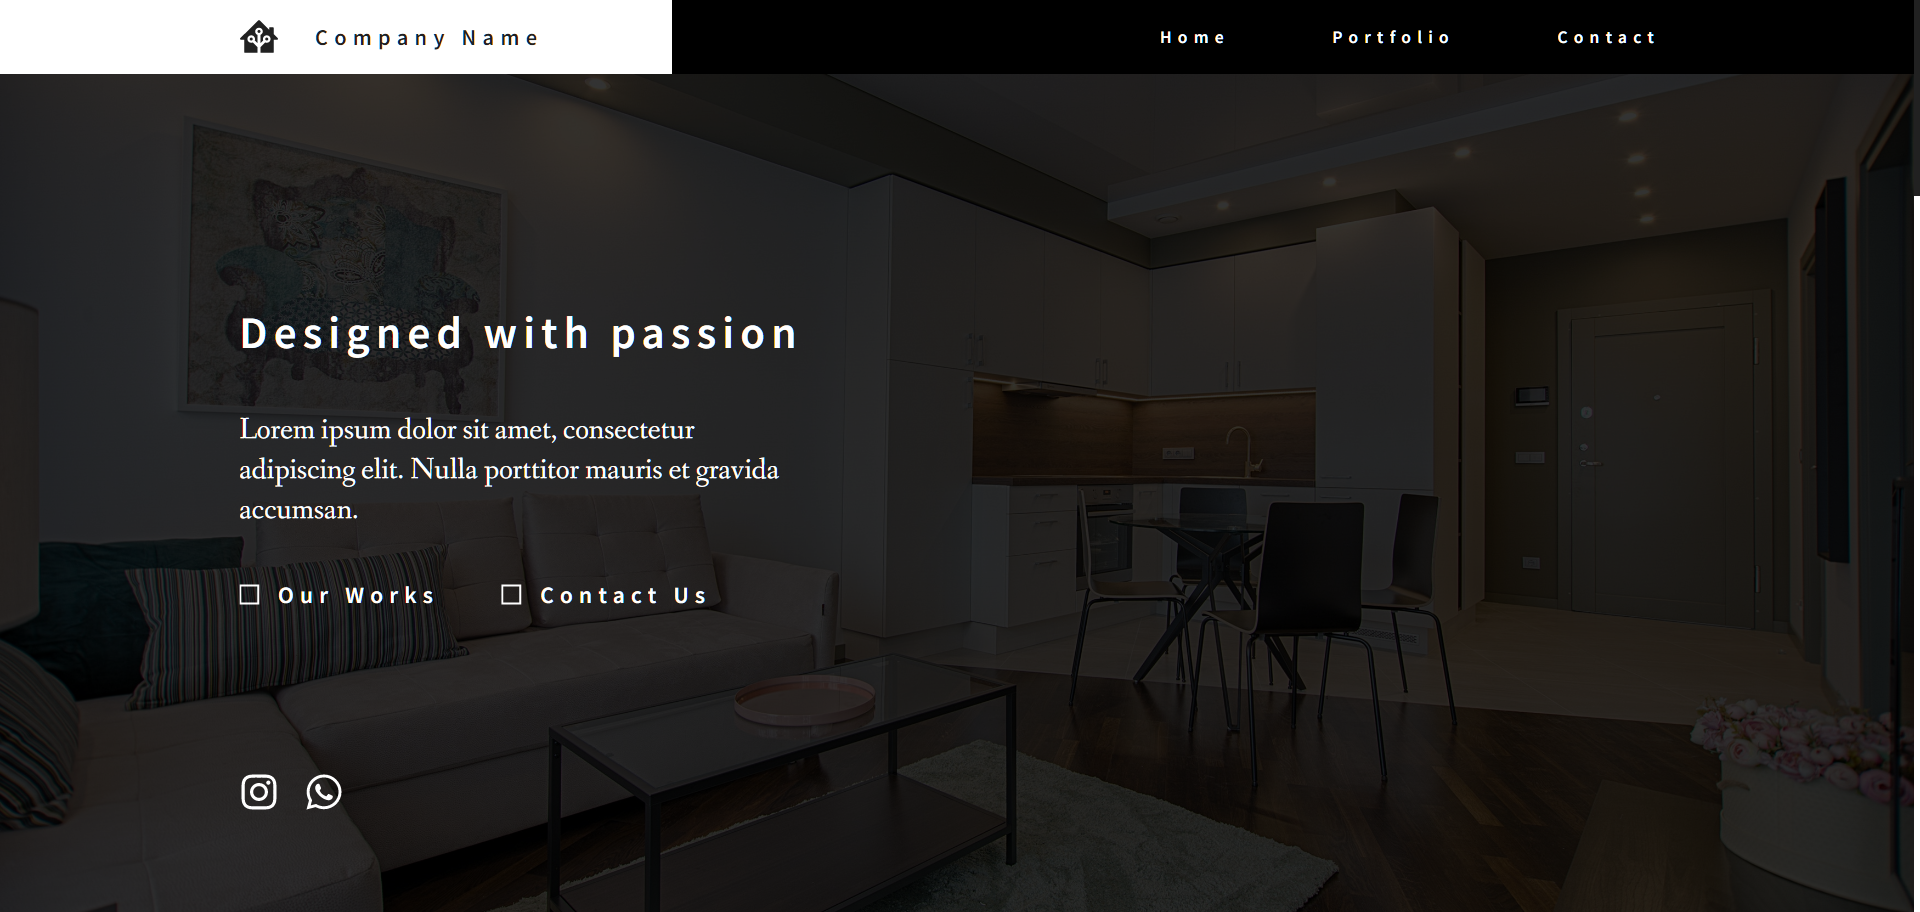 Company Name
Home
Portfolio
Contact
Designed with passion
Lorem ipsum dolor sit amet, consectetur
adipiscing elit. Nulla porttitor mauris et gravida
accumsan.
Our Works
Contact Us